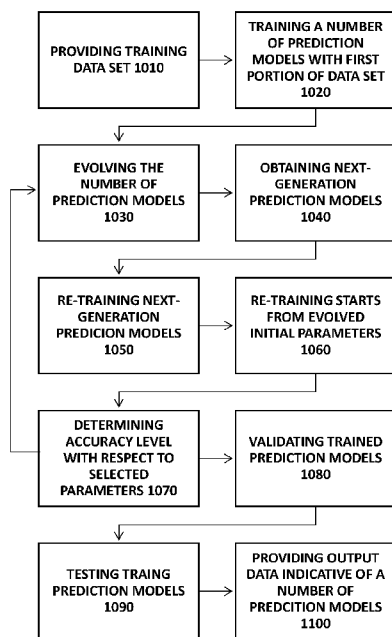 PROVIDING TRAINING
DATA SET 1010
TRAINING A NUMBER
OF PREDICTION
MODELS WITH FIRST
PORTION OF DATA SET
1020
EVOLVING THE
NUMBER OF
PREDICTION MODELS
1030
OBTAINING NEXT-
GENERATION
PREDICTION MODELS
1040
RE-TRAINING NEXT-
GENERATION
PREDICION MODELS
1050
RE-TRAINING STARTS
FROM EVOLVED
INITIAL PARAMETERS
1060
DETERMINING
ACCURACY LEVEL
WITH RESPECT TO
SELECTED
PARAMETERS 1070
VALIDATING TRAINED
PREDICTION MODELS
1080
TESTING TRAING
PREDICTION MODELS
1090
PROVIDING OUTPUT
DATA INDICATIVE OF A
NUMBER OF
PREDCITION MODELS
1100